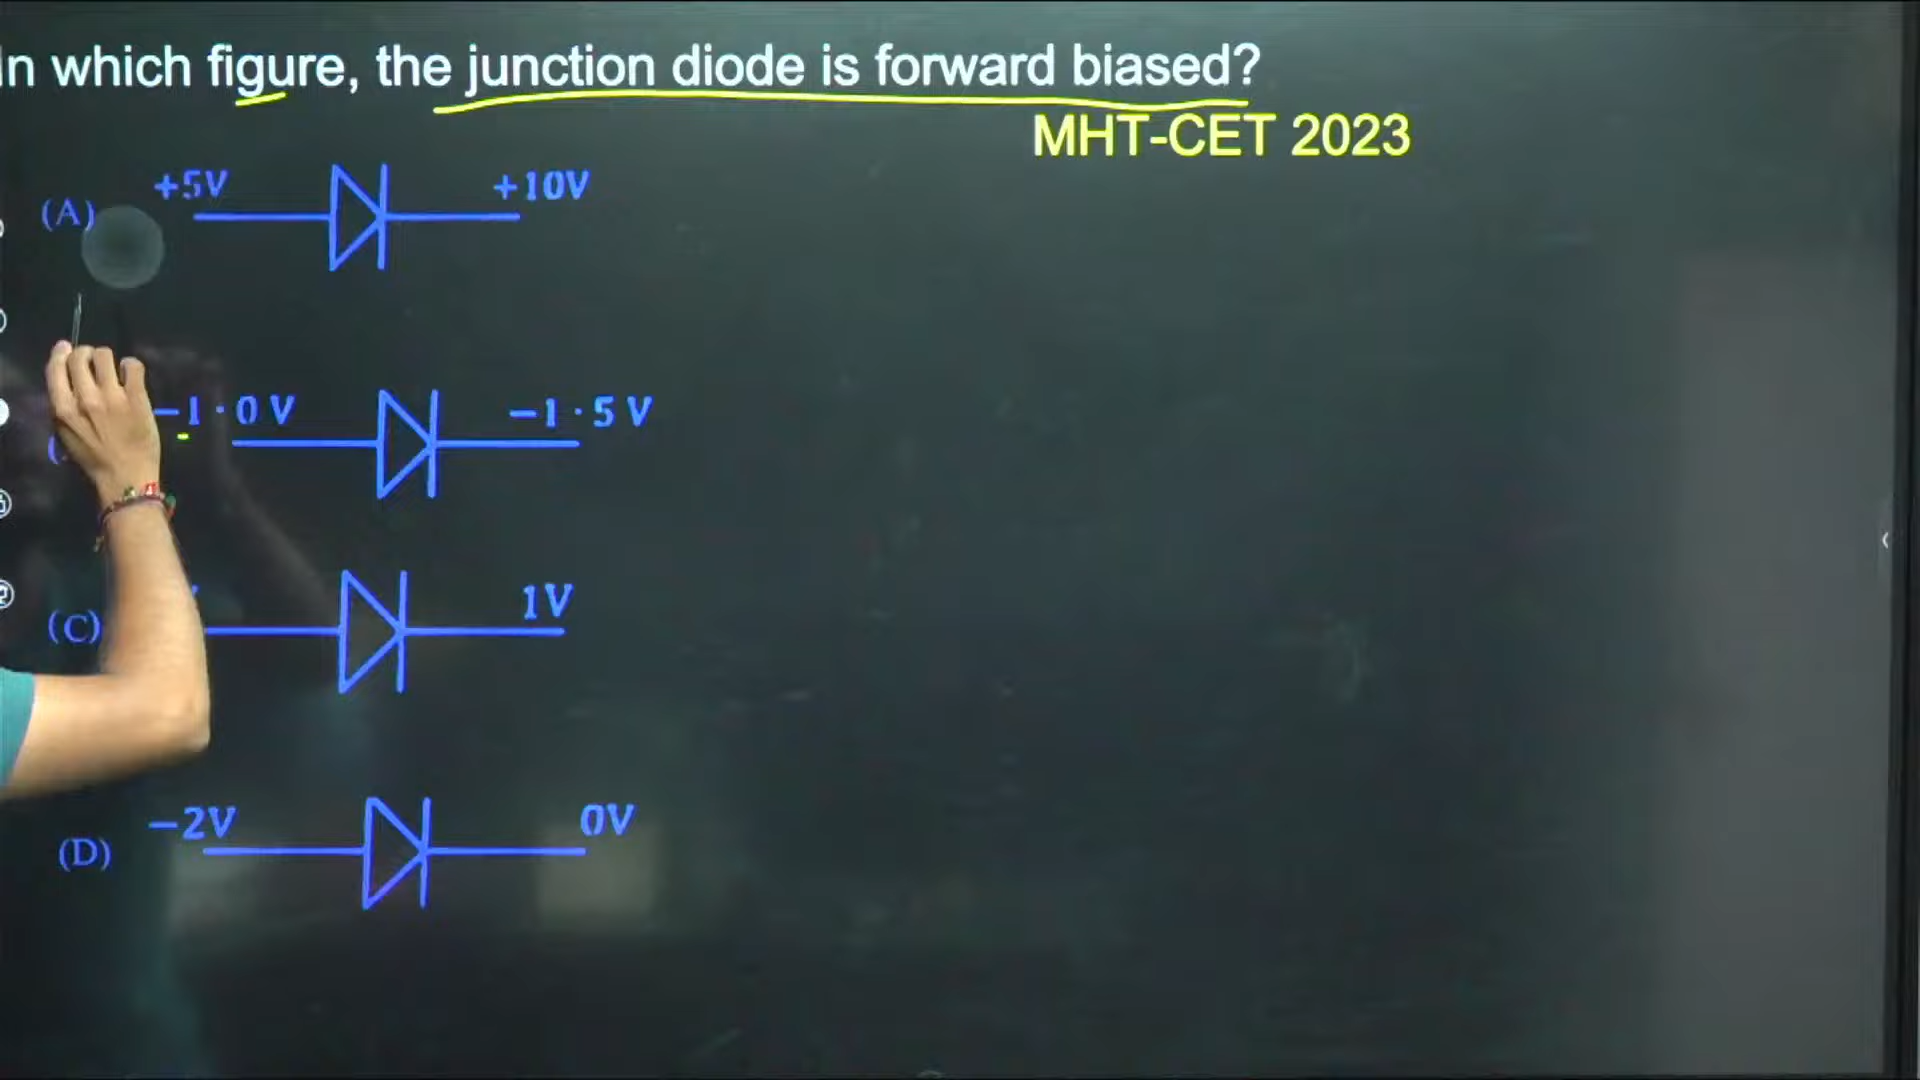 In which figure, the junction diode is forward biased?
MHT-CET 2023
(A) +5V +10V
−1·0 V −1·5 V
(C) 1V
(D) −2V 0V